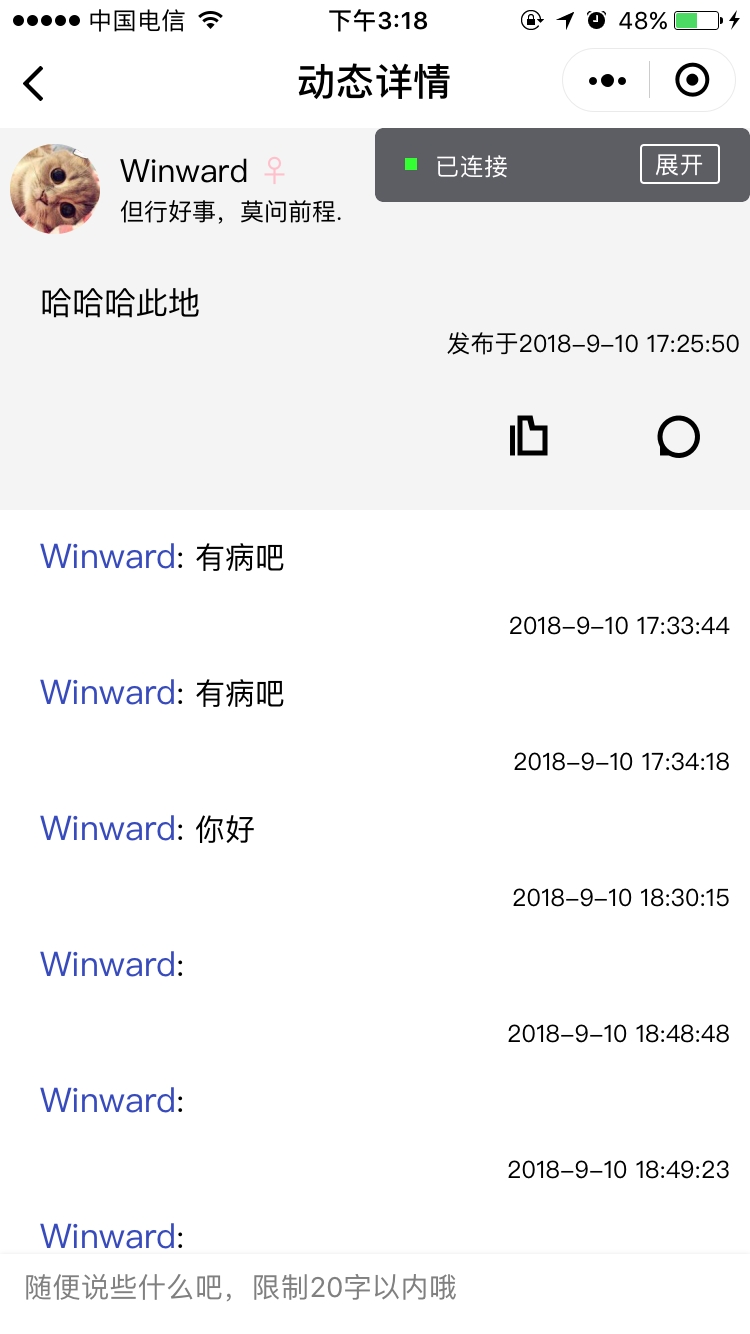 中国电信 下午3:18 48%
动态详情
Winward
已连接 展开
但行好事，莫问前程.
哈哈哈此地
发布于2018-9-10 17:25:50
Winward: 有病吧
2018-9-10 17:33:44
Winward: 有病吧
2018-9-10 17:34:18
Winward: 你好
2018-9-10 18:30:15
Winward:
2018-9-10 18:48:48
Winward:
2018-9-10 18:49:23
Winward:
随便说些什么吧，限制20字以内哦